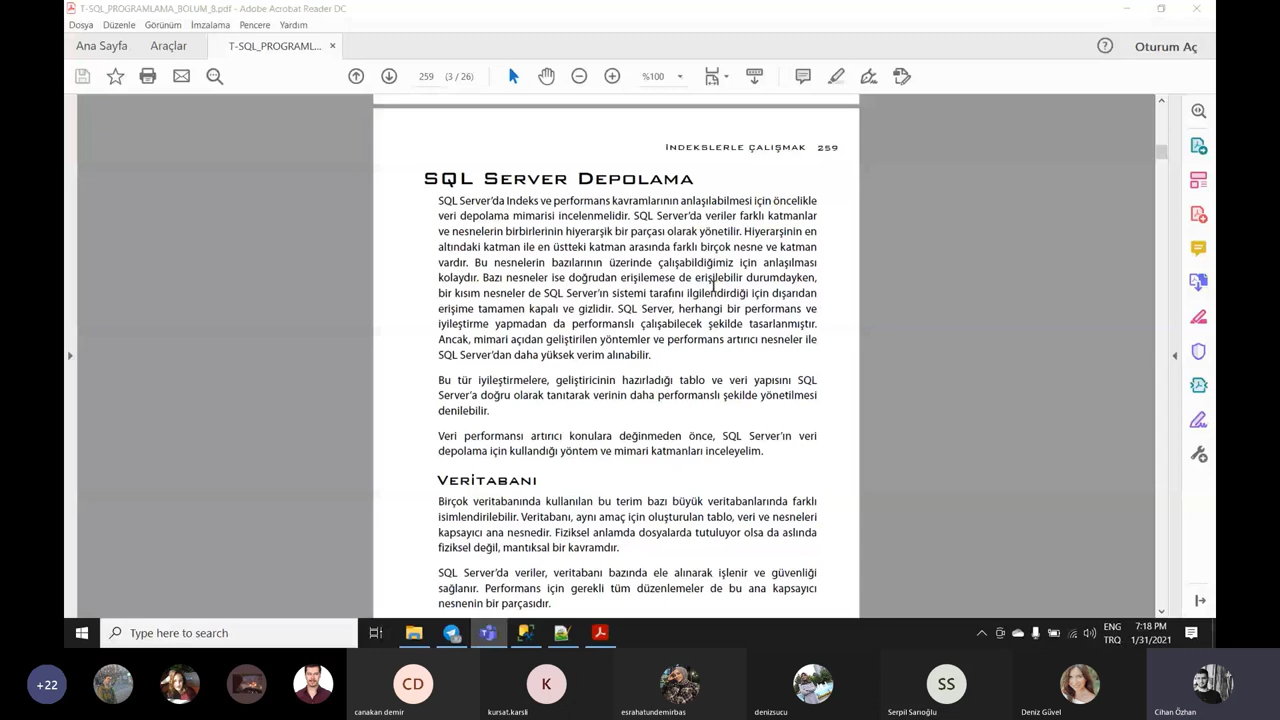 T-SQL_PROGRAMLAMA_BOLUM_8.pdf - Adobe Acrobat Reader DC
Dosya Düzenle Görünüm İmzalama Pencere Yardım
Ana Sayfa Araçlar T-SQL_PROGRAML... × Oturum Aç
259 (3 / 26) %100
INDEKSLERLE ÇALIŞMAK 259
SQL SERVER DEPOLAMA
SQL Server'da Indeks ve performans kavramlarının anlaşılabilmesi için öncelikle
veri depolama mimarisi incelenmelidir. SQL Server'da veriler farklı katmanlar
ve nesnelerin birbirlerinin hiyerarşik bir parçası olarak yönetilir. Hiyerarşinin en
altındaki katman ile en üstteki katman arasında farklı birçok nesne ve katman
vardır. Bu nesnelerin bazılarının üzerinde çalışabildiğimiz için anlaşılması
kolaydır. Bazı nesneler ise doğrudan erişilemese de erişilebilir durumdayken,
bir kısım nesneler de SQL Server'ın sistemi tarafını ilgilendirdiği için dışarıdan
erişime tamamen kapalı ve gizlidir. SQL Server, herhangi bir performans ve
iyileştirme yapmadan da performanslı çalışabilecek şekilde tasarlanmıştır.
Ancak, mimari açıdan geliştirilen yöntemler ve performans artırıcı nesneler ile
SQL Server'dan daha yüksek verim alınabilir.
Bu tür iyileştirmelere, geliştiricinin hazırladığı tablo ve veri yapısını SQL
Server'a doğru olarak tanıtarak verinin daha performanslı şekilde yönetilmesi
denilebilir.
Veri performansı artırıcı konulara değinmeden önce, SQL Server'ın veri
depolama için kullandığı yöntem ve mimari katmanları inceleyelim.
VERİTABANI
Birçok veritabanında kullanılan bu terim bazı büyük veritabanlarında farklı
isimlendirilebilir. Veritabanı, aynı amaç için oluşturulan tablo, veri ve nesneleri
kapsayıcı ana nesnedir. Fiziksel anlamda dosyalarda tutuluyor olsa da aslında
fiziksel değil, mantıksal bir kavramdır.
SQL Server'da veriler, veritabanı bazında ele alınarak işlenir ve güvenliği
sağlanır. Performans için gerekli tüm düzenlemeler de bu ana kapsayıcı
nesnenin bir parçasıdır.
Type here to search
ENG 7:18 PM
TRQ 1/31/2021
+22 CD K SS
canakan demir kursat.karsli esrahatundemirbas denizsucu Serpil Sarıoğlu Deniz Güvel Cihan Özhan